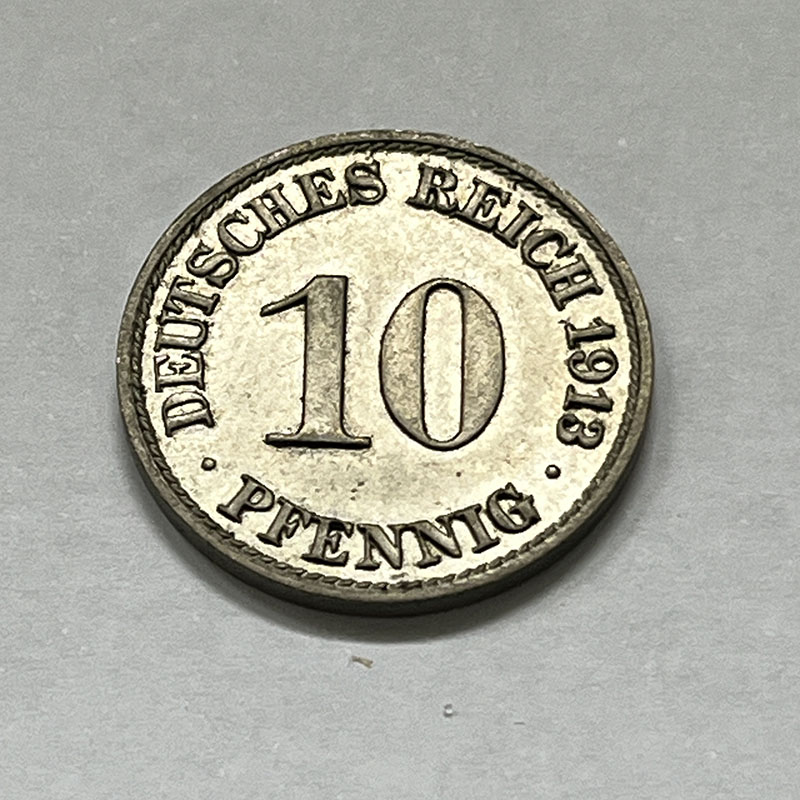 DEUTSCHES REICH 1913
10
· PFENNIG ·